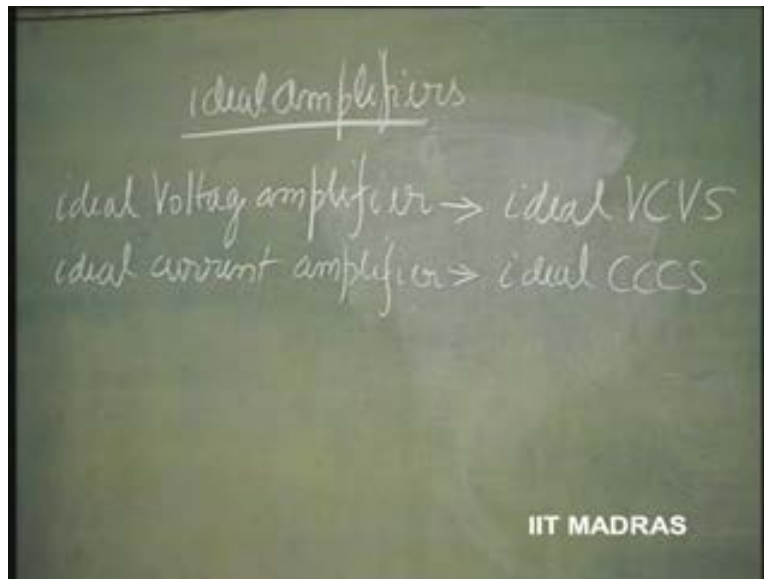 ideal amplifiers
ideal Voltag amplifier → ideal VCVS
ideal current amplifier → ideal CCCS
IIT MADRAS